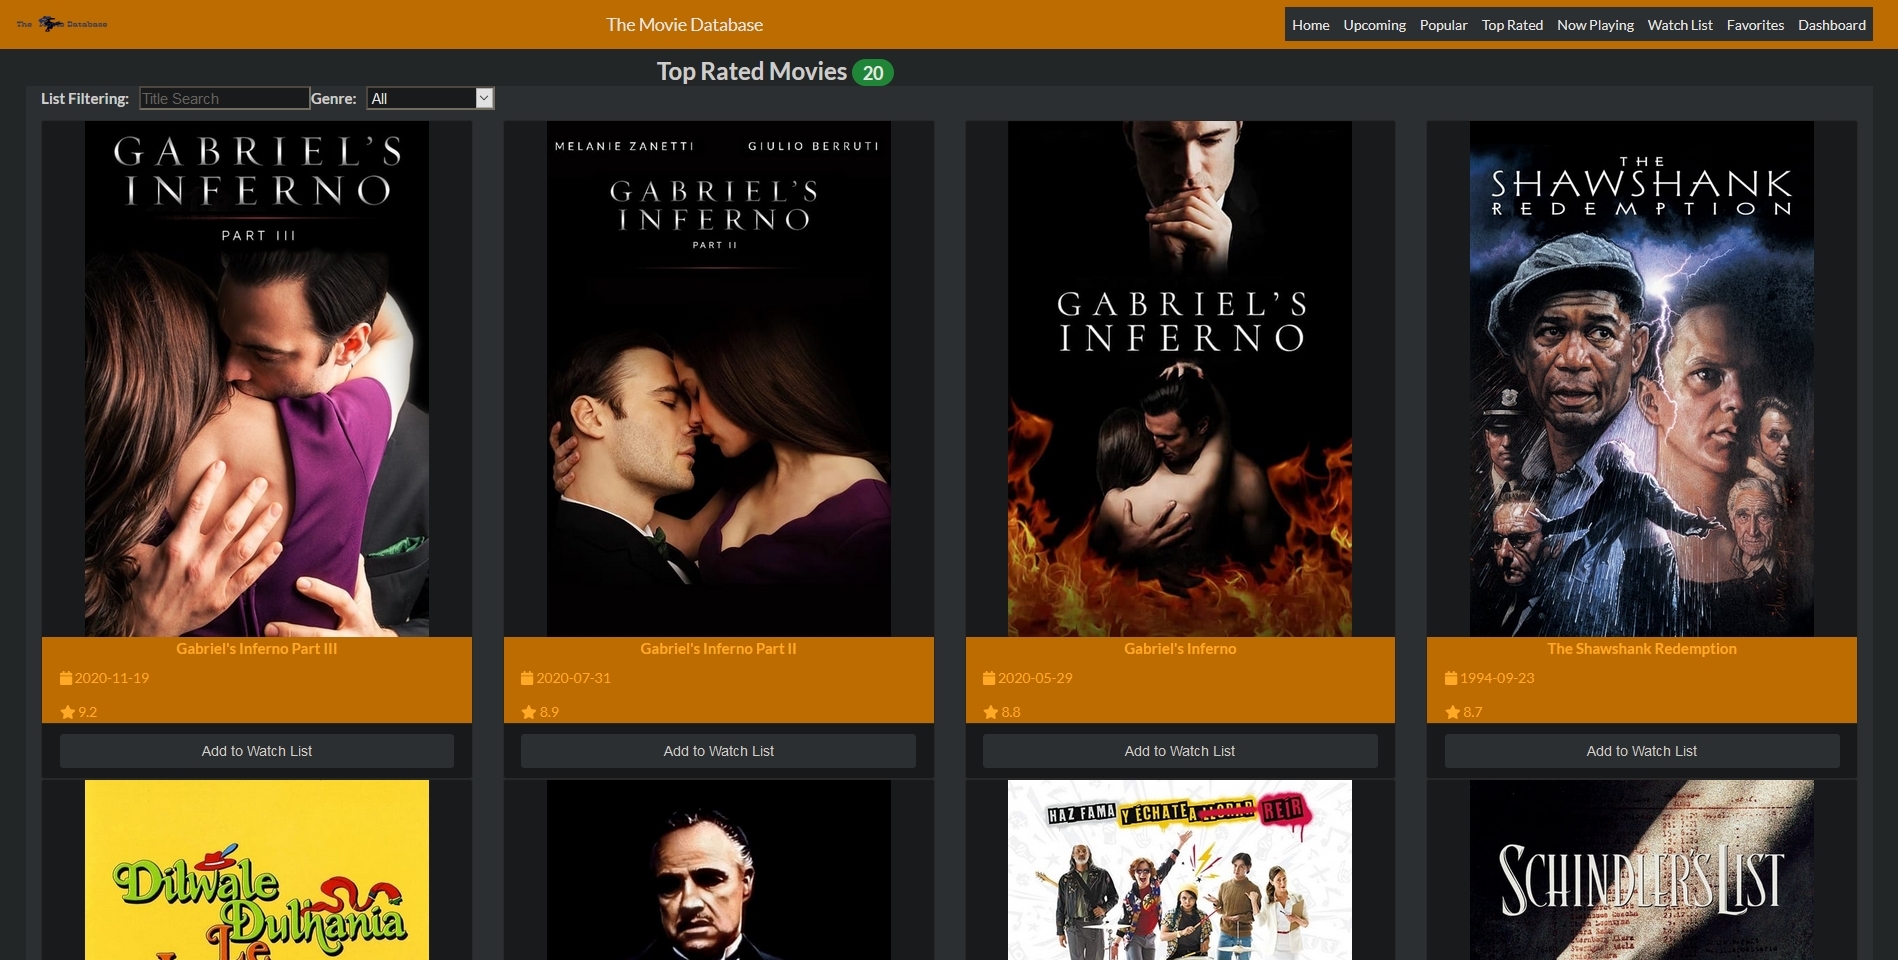 The Movie Database
The Movie Database
Home Upcoming Popular Top Rated Now Playing Watch List Favorites Dashboard
Top Rated Movies 20
List Filtering: Title Search Genre: All
GABRIEL'S
INFERNO
PART III
MELANIE ZANETTI GIULIO BERRUTI
GABRIEL'S
INFERNO
PART II
GABRIEL'S
INFERNO
THE
SHAWSHANK
REDEMPTION
Gabriel's Inferno Part III
2020-11-19
9.2
Add to Watch List
Gabriel's Inferno Part II
2020-07-31
8.9
Add to Watch List
Gabriel's Inferno
2020-05-29
8.8
Add to Watch List
The Shawshank Redemption
1994-09-23
8.7
Add to Watch List
Dilwale
Dulhania
Le
HAZ FAMA Y ÉCHATE A LLORAR REÍR
SCHINDLER'S LIST